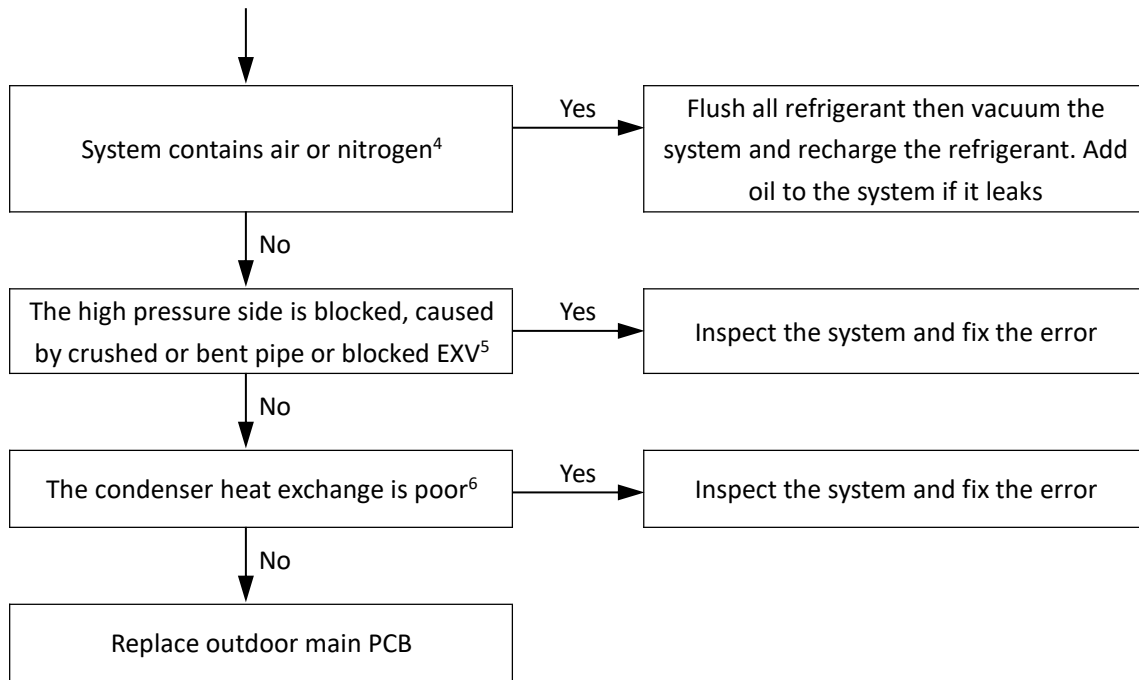 System contains air or nitrogen⁴
Yes
Flush all refrigerant then vacuum the
system and recharge the refrigerant. Add
oil to the system if it leaks
No
The high pressure side is blocked, caused
by crushed or bent pipe or blocked EXV⁵
Yes
Inspect the system and fix the error
No
The condenser heat exchange is poor⁶
Yes
Inspect the system and fix the error
No
Replace outdoor main PCB